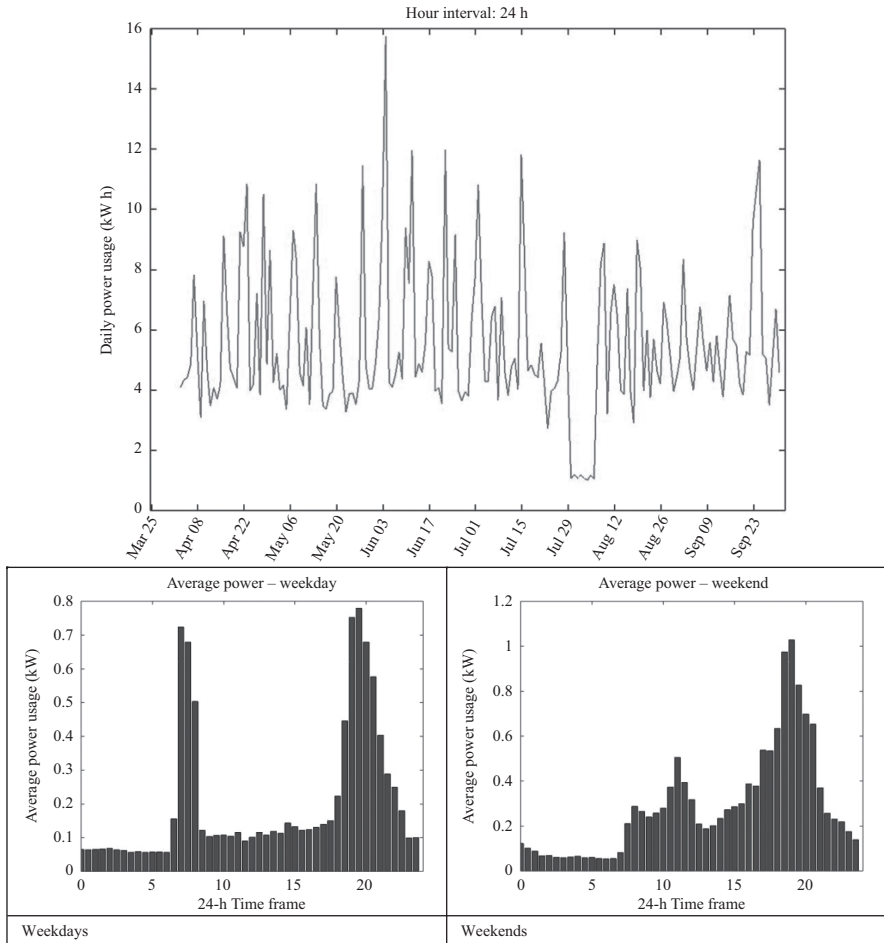 Hour interval: 24 h
16
14
12
10
8
6
4
2
0
Daily power usage (kW h)
Mar 25
Apr 08
Apr 22
May 06
May 20
Jun 03
Jun 17
Jul 01
Jul 15
Jul 29
Aug 12
Aug 26
Sep 09
Sep 23
Average power – weekday
0.8
0.7
0.6
0.5
0.4
0.3
0.2
0.1
0
Average power usage (kW)
0 5 10 15 20
24-h Time frame
Weekdays
Average power – weekend
1.2
1
0.8
0.6
0.4
0.2
0
Average power usage (kW)
0 5 10 15 20
24-h Time frame
Weekends